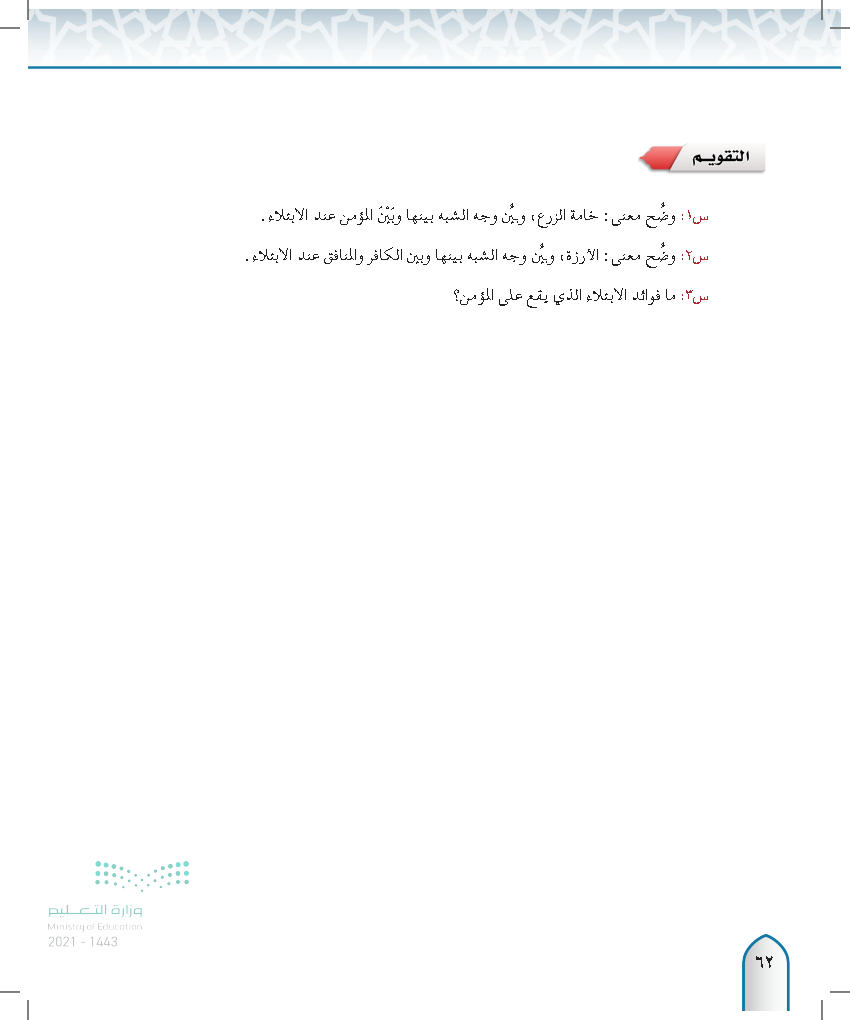 التقويـم
س١: وضِّح معنى: خامة الزرع، وبيِّن وجه الشبه بينها وبَيْنَ المؤمن عند الابتلاء.
س٢: وضِّح معنى: الأرزة، وبيِّن وجه الشبه بينها وبين الكافر والمنافق عند الابتلاء.
س٣: ما فوائد الابتلاء الذي يقع على المؤمن؟
وزارة التعـــليم
Ministry of Education
2021 - 1443
٦٢